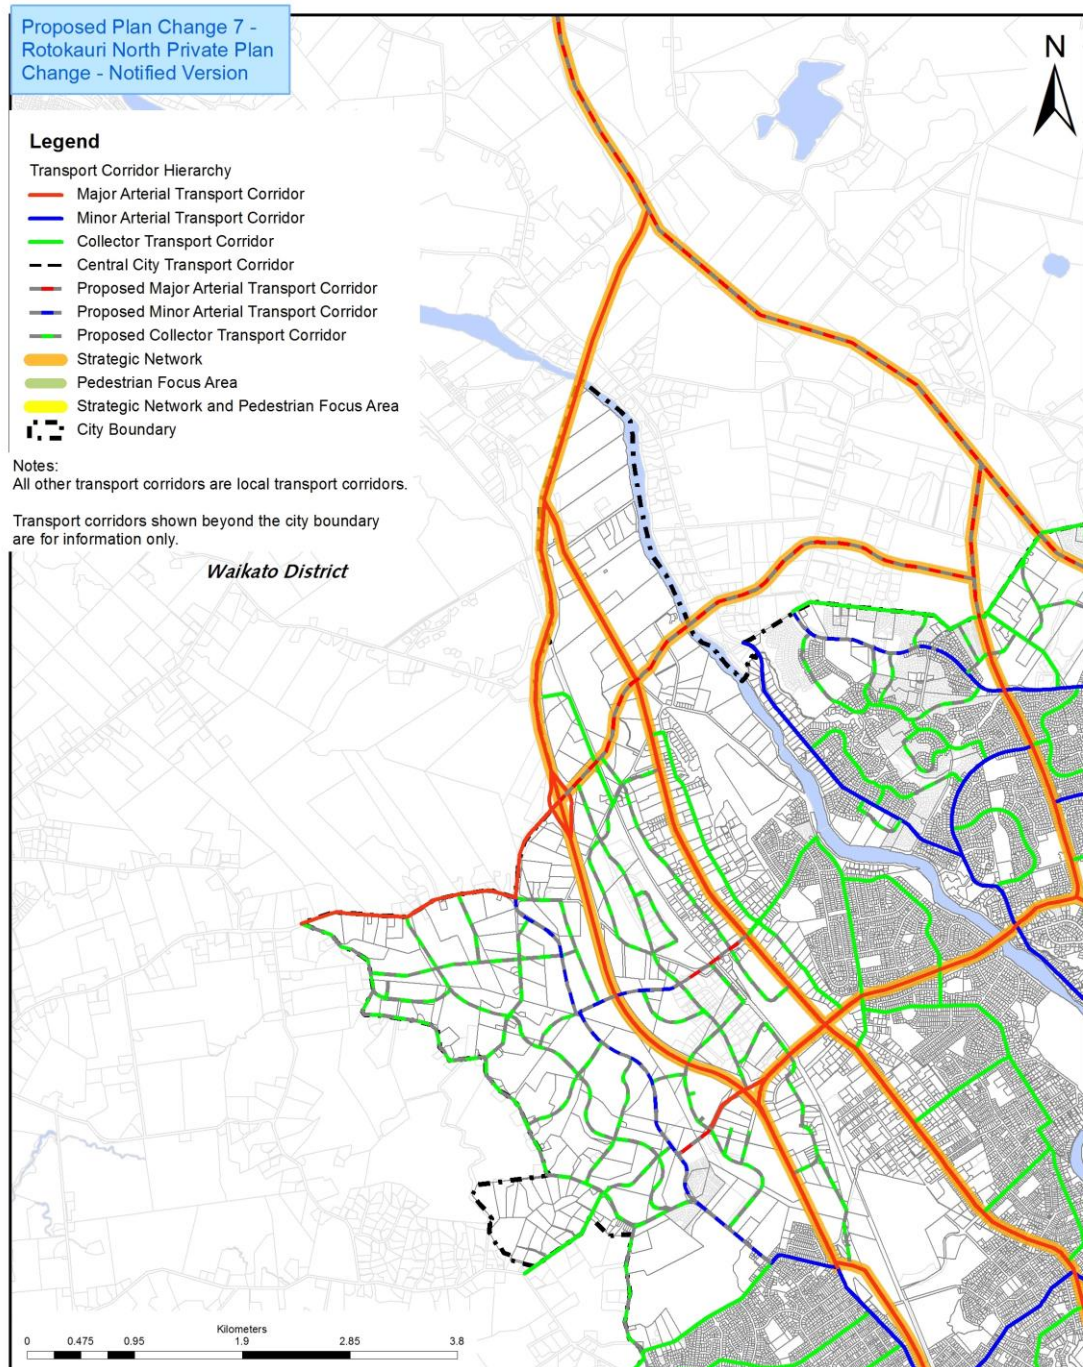 Proposed Plan Change 7 -
Rotokauri North Private Plan
Change - Notified Version
N
Legend
Transport Corridor Hierarchy
Major Arterial Transport Corridor
Minor Arterial Transport Corridor
Collector Transport Corridor
Central City Transport Corridor
Proposed Major Arterial Transport Corridor
Proposed Minor Arterial Transport Corridor
Proposed Collector Transport Corridor
Strategic Network
Pedestrian Focus Area
Strategic Network and Pedestrian Focus Area
City Boundary
Notes:
All other transport corridors are local transport corridors.
Transport corridors shown beyond the city boundary
are for information only.
Waikato District
Kilometers
0 0.475 0.95 1.9 2.85 3.8